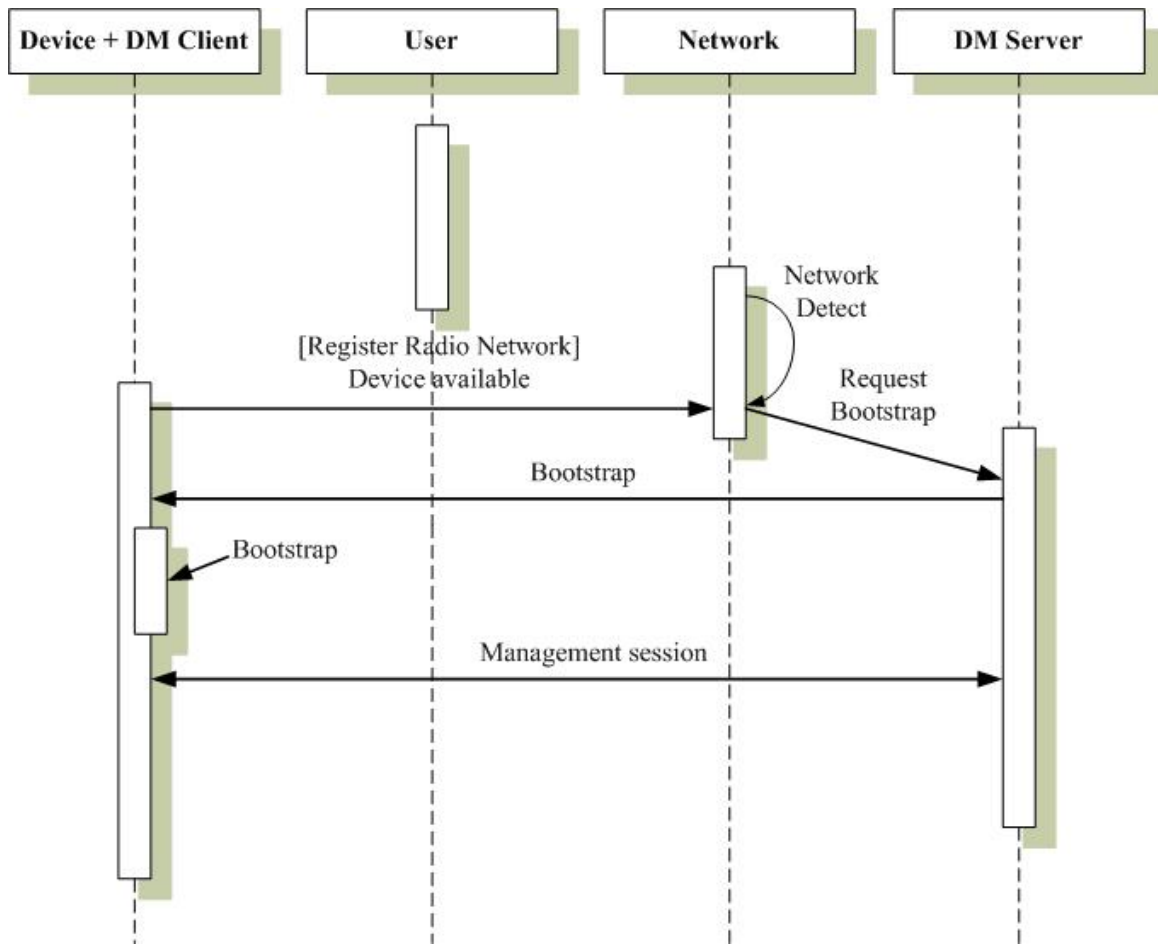 Device + DM Client
User
Network
DM Server
Network
Detect
[Register Radio Network]
Device available
Request
Bootstrap
Bootstrap
Bootstrap
Management session